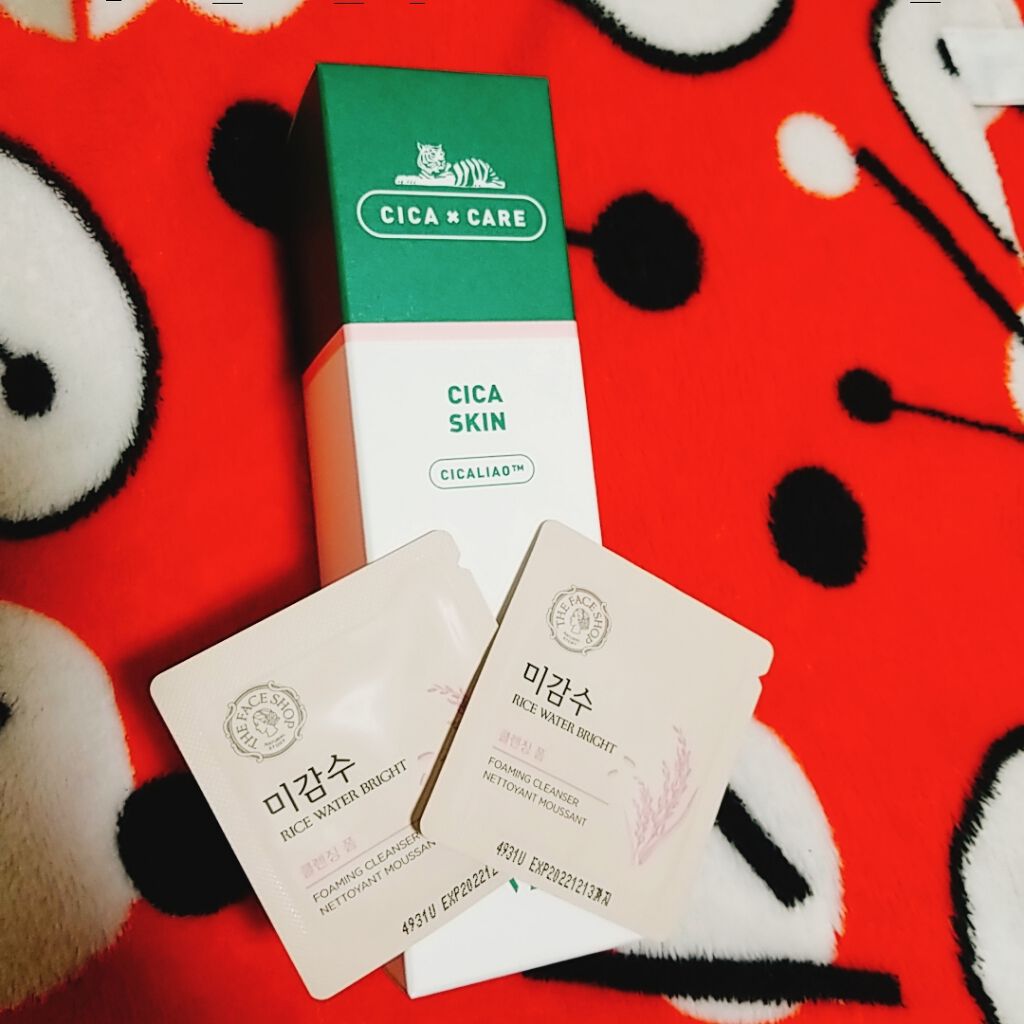 CICA × CARE
CICA
SKIN
CICALIAO™
THE FACE SHOP
미감수
RICE WATER BRIGHT
클렌징 폼
FOAMING CLEANSER
NETTOYANT MOUSSANT
4931U EXP202212
THE FACE SHOP
미감수
RICE WATER BRIGHT
클렌징 폼
FOAMING CLEANSER
NETTOYANT MOUSSANT
4931U EXP20221213까지